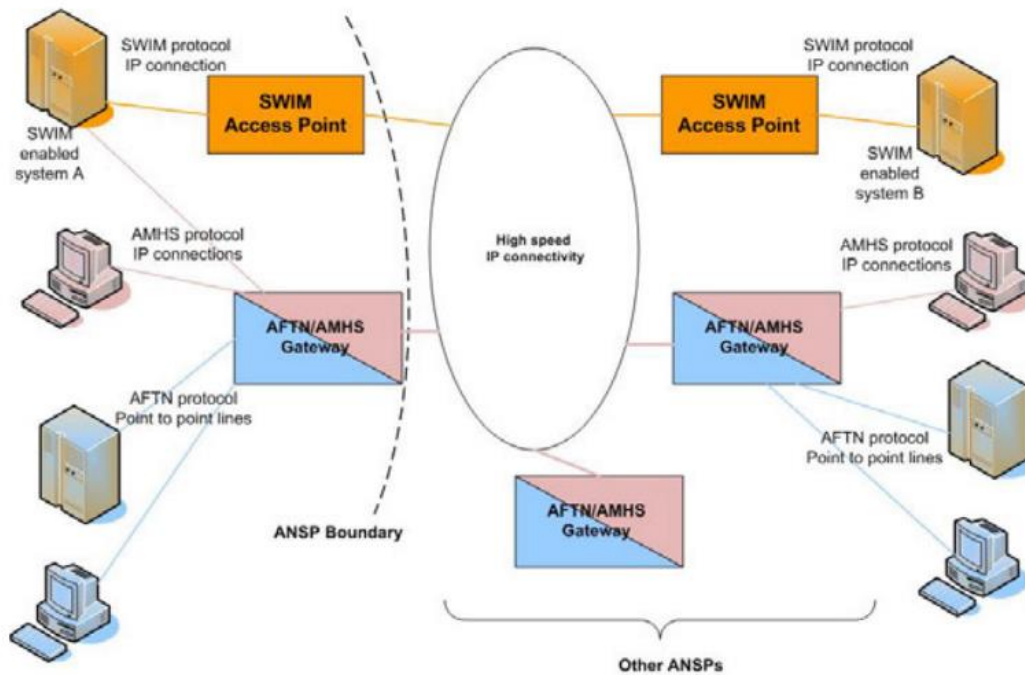 SWIM protocol
IP connection
SWIM
Access Point
SWIM
enabled
system A
SWIM protocol
IP connection
SWIM
Access Point
SWIM
enabled
system B
High speed
IP connectivity
AMHS protocol
IP connections
AMHS protocol
IP connections
AFTN/AMHS
Gateway
AFTN/AMHS
Gateway
AFTN protocol
Point to point lines
AFTN protocol
Point to point lines
AFTN/AMHS
Gateway
ANSP Boundary
Other ANSPs